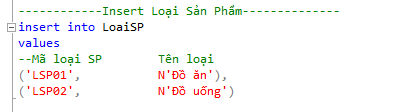 ------------Insert Loại Sản Phẩm--------------
insert into LoaiSP
values
--Mã loại SP Tên loại
('LSP01', N'Đồ ăn'),
('LSP02', N'Đồ uống')